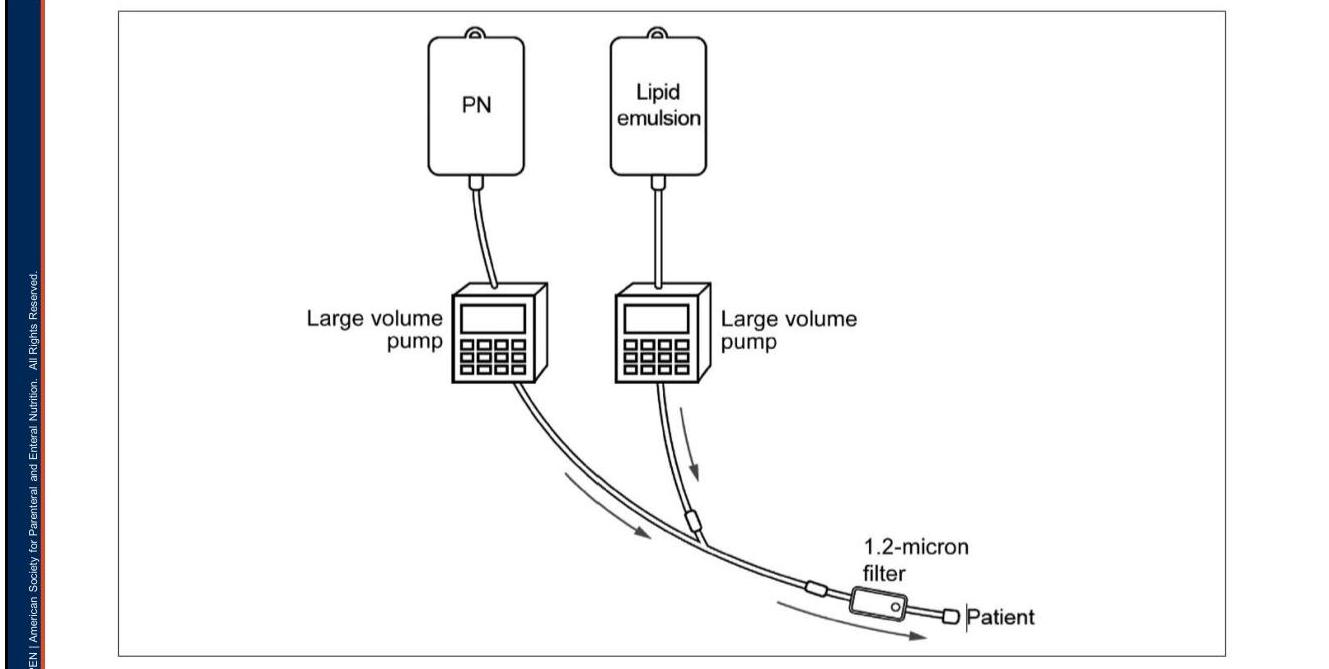 PN
Lipid
emulsion
Large volume
pump
Large volume
pump
1.2-micron
filter
Patient
| American Society for Parenteral and Enteral Nutrition. All Rights Reserved.